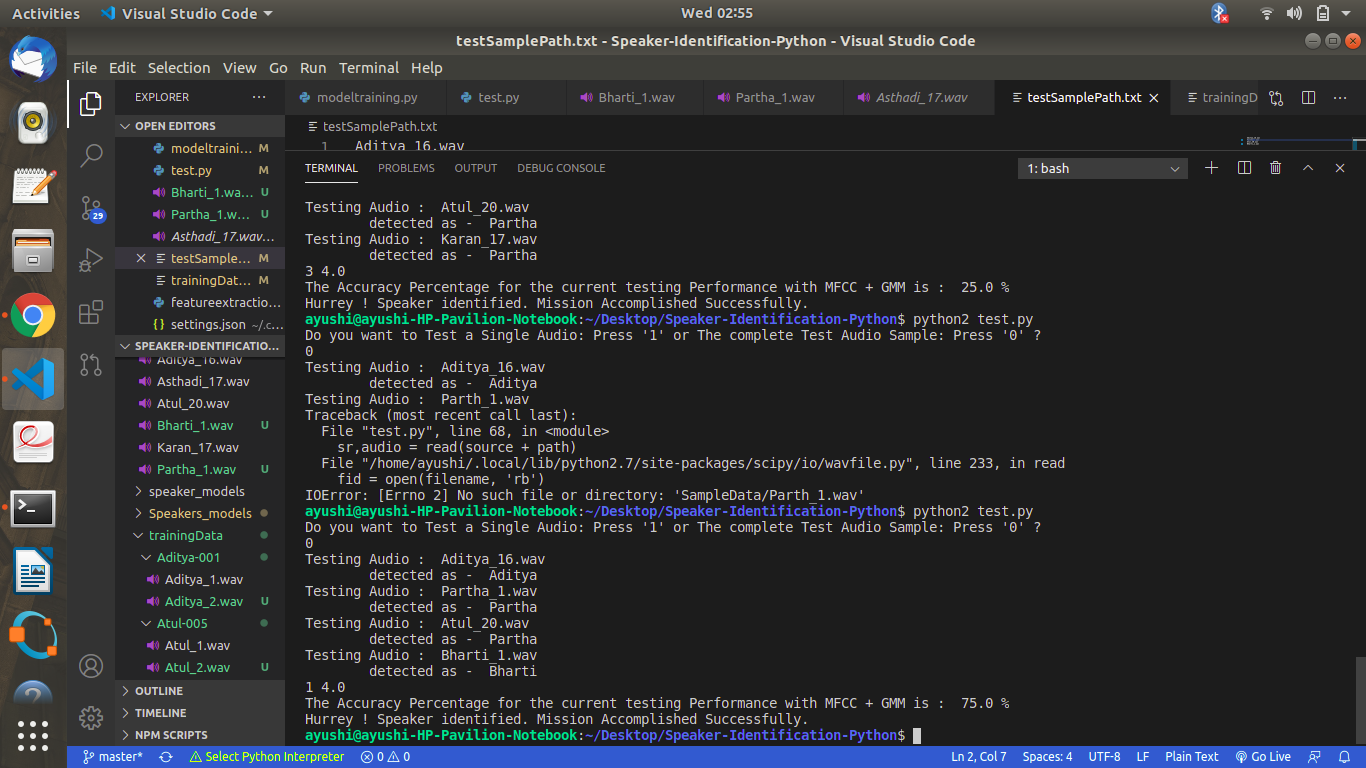 Activities
Visual Studio Code
Wed 02:55
testSamplePath.txt - Speaker-Identification-Python - Visual Studio Code
File Edit Selection View Go Run Terminal Help
EXPLORER
modeltraining.py
test.py
Bharti_1.wav
Partha_1.wav
Asthadi_17.wav
testSamplePath.txt
trainingD
OPEN EDITORS
modeltraini... M
test.py M
Bharti_1.wa... U
Partha_1.w... U
Asthadi_17.wav...
testSample... M
trainingDat... M
featureextractio...
{} settings.json ~/.c...
29
SPEAKER-IDENTIFICATIO...
Aditya_16.wav
Asthadi_17.wav
Atul_20.wav
Bharti_1.wav U
Karan_17.wav
Partha_1.wav U
speaker_models
Speakers_models
trainingData
Aditya-001
Aditya_1.wav
Aditya_2.wav U
Atul-005
Atul_1.wav
Atul_2.wav U
OUTLINE
TIMELINE
NPM SCRIPTS
testSamplePath.txt
1 Aditya_16.wav
TERMINAL PROBLEMS OUTPUT DEBUG CONSOLE
1: bash
Testing Audio :  Atul_20.wav
detected as -  Partha
Testing Audio :  Karan_17.wav
detected as -  Partha
3 4.0
The Accuracy Percentage for the current testing Performance with MFCC + GMM is :  25.0 %
Hurrey ! Speaker identified. Mission Accomplished Successfully.
ayushi@ayushi-HP-Pavilion-Notebook:~/Desktop/Speaker-Identification-Python$ python2 test.py
Do you want to Test a Single Audio: Press '1' or The complete Test Audio Sample: Press '0' ?
0
Testing Audio :  Aditya_16.wav
detected as -  Aditya
Testing Audio :  Parth_1.wav
Traceback (most recent call last):
File "test.py", line 68, in <module>
sr,audio = read(source + path)
File "/home/ayushi/.local/lib/python2.7/site-packages/scipy/io/wavfile.py", line 233, in read
fid = open(filename, 'rb')
IOError: [Errno 2] No such file or directory: 'SampleData/Parth_1.wav'
ayushi@ayushi-HP-Pavilion-Notebook:~/Desktop/Speaker-Identification-Python$ python2 test.py
Do you want to Test a Single Audio: Press '1' or The complete Test Audio Sample: Press '0' ?
0
Testing Audio :  Aditya_16.wav
detected as -  Aditya
Testing Audio :  Partha_1.wav
detected as -  Partha
Testing Audio :  Atul_20.wav
detected as -  Partha
Testing Audio :  Bharti_1.wav
detected as -  Bharti
1 4.0
The Accuracy Percentage for the current testing Performance with MFCC + GMM is :  75.0 %
Hurrey ! Speaker identified. Mission Accomplished Successfully.
ayushi@ayushi-HP-Pavilion-Notebook:~/Desktop/Speaker-Identification-Python$
master*
Select Python Interpreter
0 0
Ln 2, Col 7
Spaces: 4
UTF-8
LF
Plain Text
Go Live